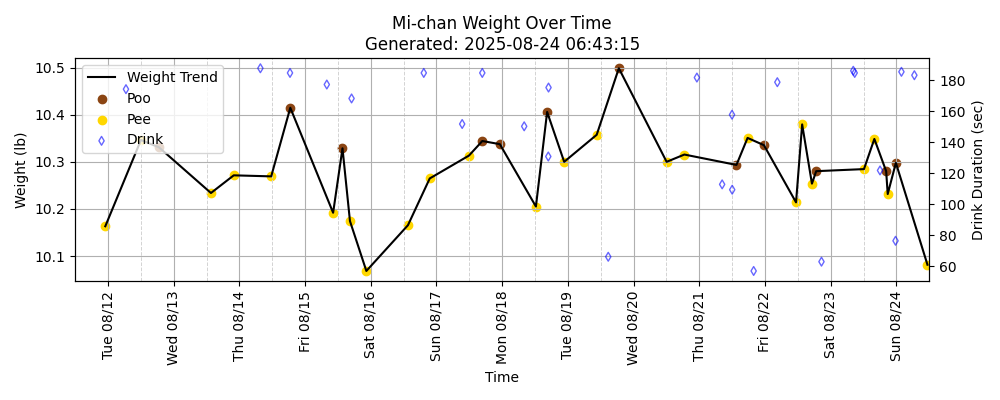 Mi-chan Weight Over Time
Generated: 2025-08-24 06:43:15
Weight (lb)
10.5
10.4
10.3
10.2
10.1
Weight Trend
Poo
Pee
Drink
180
160
140
120
100
80
60
Drink Duration (sec)
Tue 08/12
Wed 08/13
Thu 08/14
Fri 08/15
Sat 08/16
Sun 08/17
Mon 08/18
Tue 08/19
Wed 08/20
Thu 08/21
Fri 08/22
Sat 08/23
Sun 08/24
Time